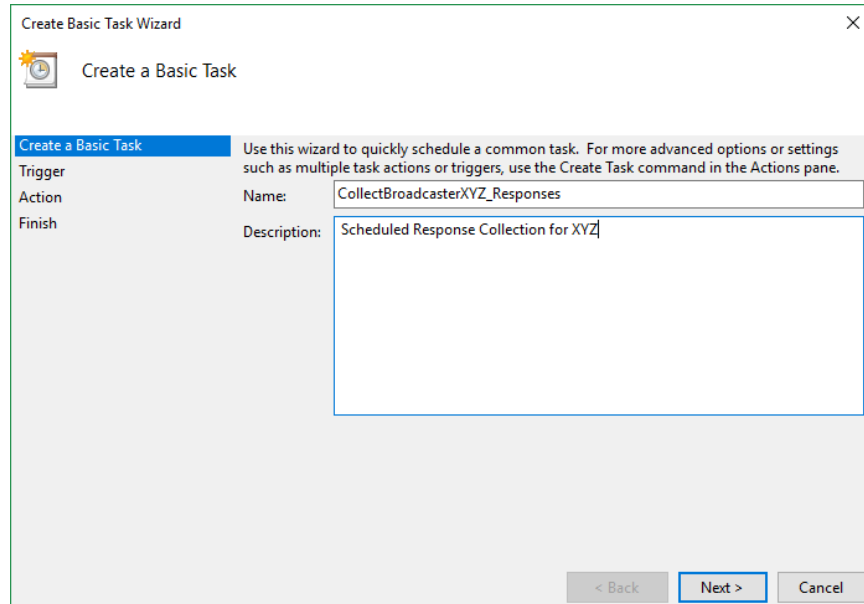 Create Basic Task Wizard
Create a Basic Task
Create a Basic Task
Trigger
Action
Finish
Use this wizard to quickly schedule a common task.  For more advanced options or settings
such as multiple task actions or triggers, use the Create Task command in the Actions pane.
Name: CollectBroadcasterXYZ_Responses
Description: Scheduled Response Collection for XYZ
< Back Next > Cancel